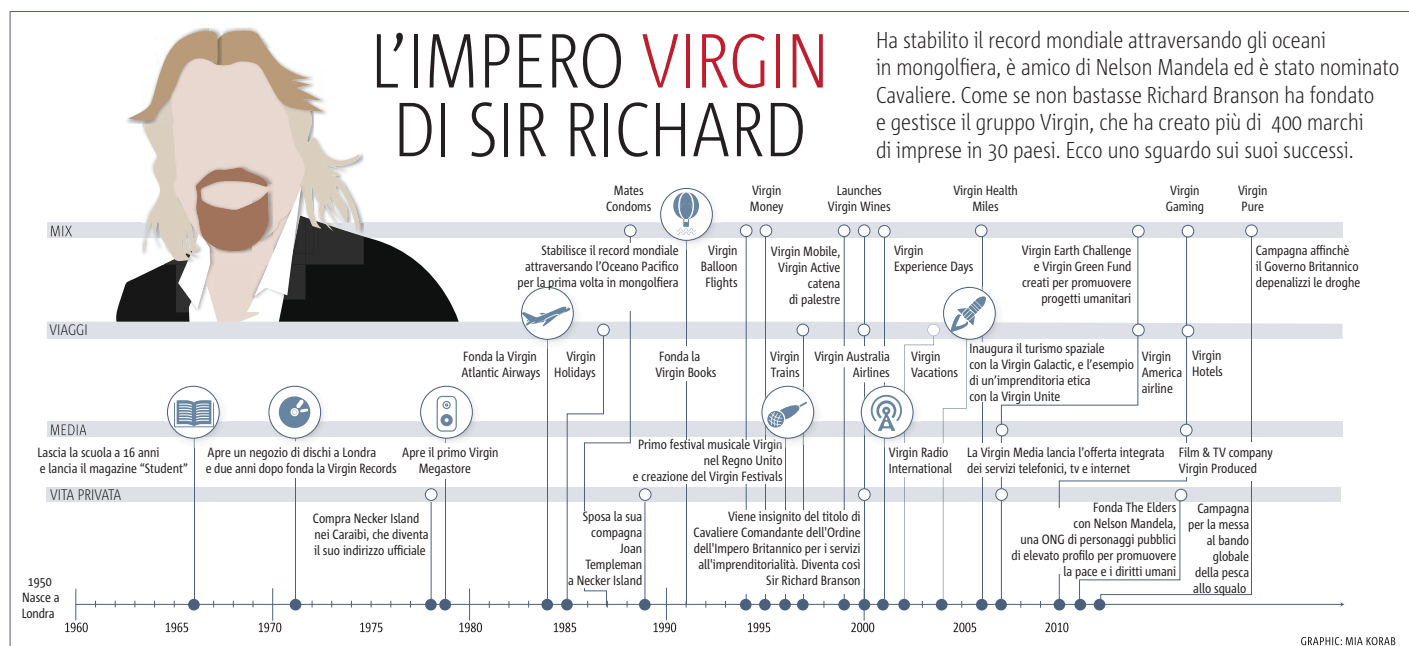 L'IMPERO VIRGIN
DI SIR RICHARD
Ha stabilito il record mondiale attraversando gli oceani
in mongolfiera, è amico di Nelson Mandela ed è stato nominato
Cavaliere. Come se non bastasse Richard Branson ha fondato
e gestisce il gruppo Virgin, che ha creato più di 400 marchi
di imprese in 30 paesi. Ecco uno sguardo sui suoi successi.
MIX
Mates
Condoms
Stabilisce il record mondiale
attraversando l'Oceano Pacifico
per la prima volta in mongolfiera
Virgin
Balloon
Flights
Virgin
Money
Virgin Mobile,
Virgin Active
catena
di palestre
Launches
Virgin Wines
Virgin
Experience Days
Virgin Health
Miles
Virgin Earth Challenge
e Virgin Green Fund
creati per promuovere
progetti umanitari
Virgin
Gaming
Virgin
Pure
Campagna affinchè
il Governo Britannico
depenalizzi le droghe
VIAGGI
Fonda la Virgin
Atlantic Airways
Virgin
Holidays
Fonda la
Virgin Books
Virgin
Trains
Virgin Australia
Airlines
Virgin
Vacations
Inaugura il turismo spaziale
con la Virgin Galactic, e l'esempio
di un'imprenditoria etica
con la Virgin Unite
Virgin
America
airline
Virgin
Hotels
MEDIA
Lascia la scuola a 16 anni
e lancia il magazine “Student”
Apre un negozio di dischi a Londra
e due anni dopo fonda la Virgin Records
Apre il primo Virgin
Megastore
Primo festival musicale Virgin
nel Regno Unito
e creazione del Virgin Festivals
Virgin Radio
International
La Virgin Media lancia l'offerta integrata
dei servizi telefonici, tv e internet
Film & TV company
Virgin Produced
VITA PRIVATA
Compra Necker Island
nei Caraibi, che diventa
il suo indirizzo ufficiale
Sposa la sua
compagna
Joan
Templeman
a Necker Island
Viene insignito del titolo di
Cavaliere Comandante dell'Ordine
dell'Impero Britannico per i servizi
all'imprenditorialità. Diventa così
Sir Richard Branson
Fonda The Elders
con Nelson Mandela,
una ONG di personaggi pubblici
di elevato profilo per promuovere
la pace e i diritti umani
Campagna
per la messa
al bando
globale
della pesca
allo squalo
1950
Nasce a
Londra
1960 1965 1970 1975 1980 1985 1990 1995 2000 2005 2010
GRAPHIC: MIA KORAB